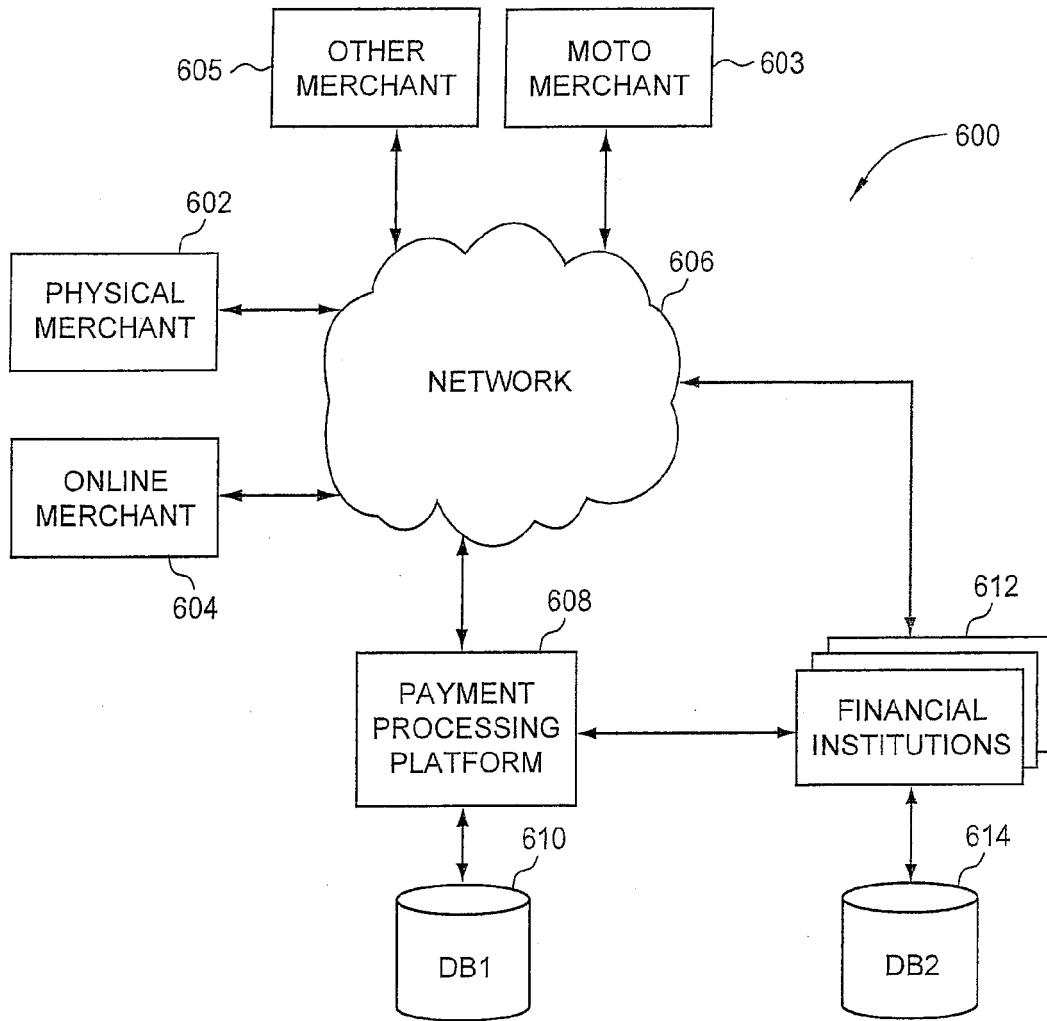 OTHER
MERCHANT
605
MOTO
MERCHANT
603
600
602
PHYSICAL
MERCHANT
606
NETWORK
ONLINE
MERCHANT
604
608
PAYMENT
PROCESSING
PLATFORM
612
FINANCIAL
INSTITUTIONS
610
DB1
614
DB2